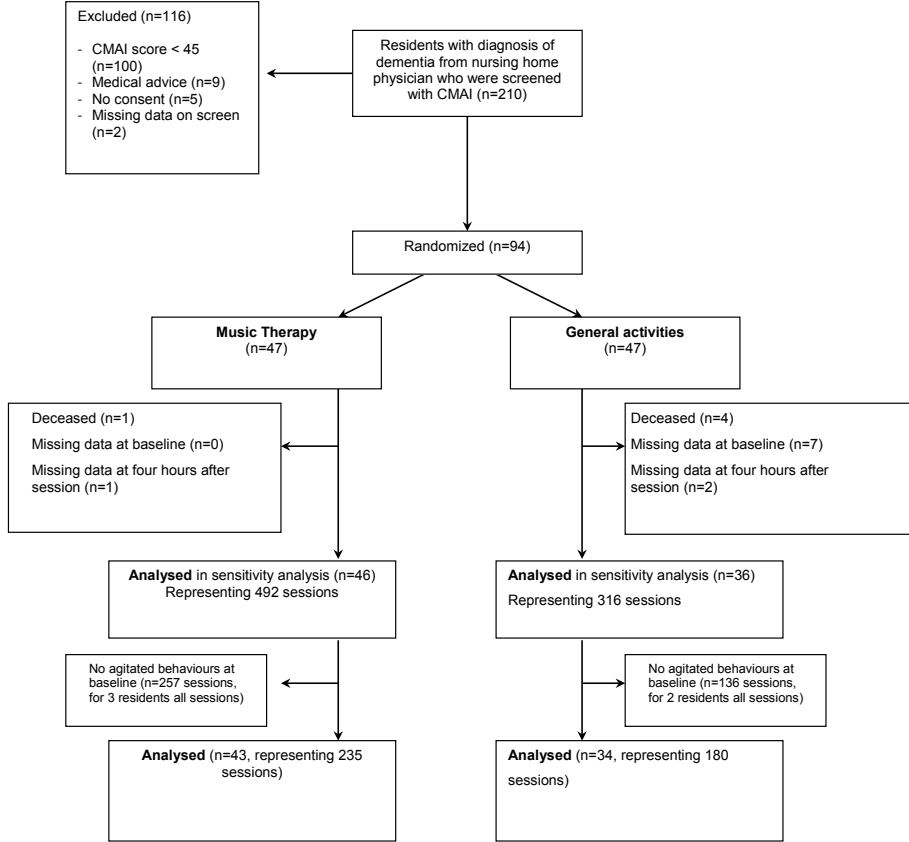 Excluded (n=116)
- CMAI score < 45
(n=100)
- Medical advice (n=9)
- No consent (n=5)
- Missing data on screen
(n=2)
Residents with diagnosis of
dementia from nursing home
physician who were screened
with CMAI (n=210)
Randomized (n=94)
Music Therapy
(n=47)
General activities
(n=47)
Deceased (n=1)
Missing data at baseline (n=0)
Missing data at four hours after
session (n=1)
Deceased (n=4)
Missing data at baseline (n=7)
Missing data at four hours after
session (n=2)
Analysed in sensitivity analysis (n=46)
Representing 492 sessions
Analysed in sensitivity analysis (n=36)
Representing 316 sessions
No agitated behaviours at
baseline (n=257 sessions,
for 3 residents all sessions)
No agitated behaviours at
baseline (n=136 sessions,
for 2 residents all sessions)
Analysed (n=43, representing 235
sessions)
Analysed (n=34, representing 180
sessions)